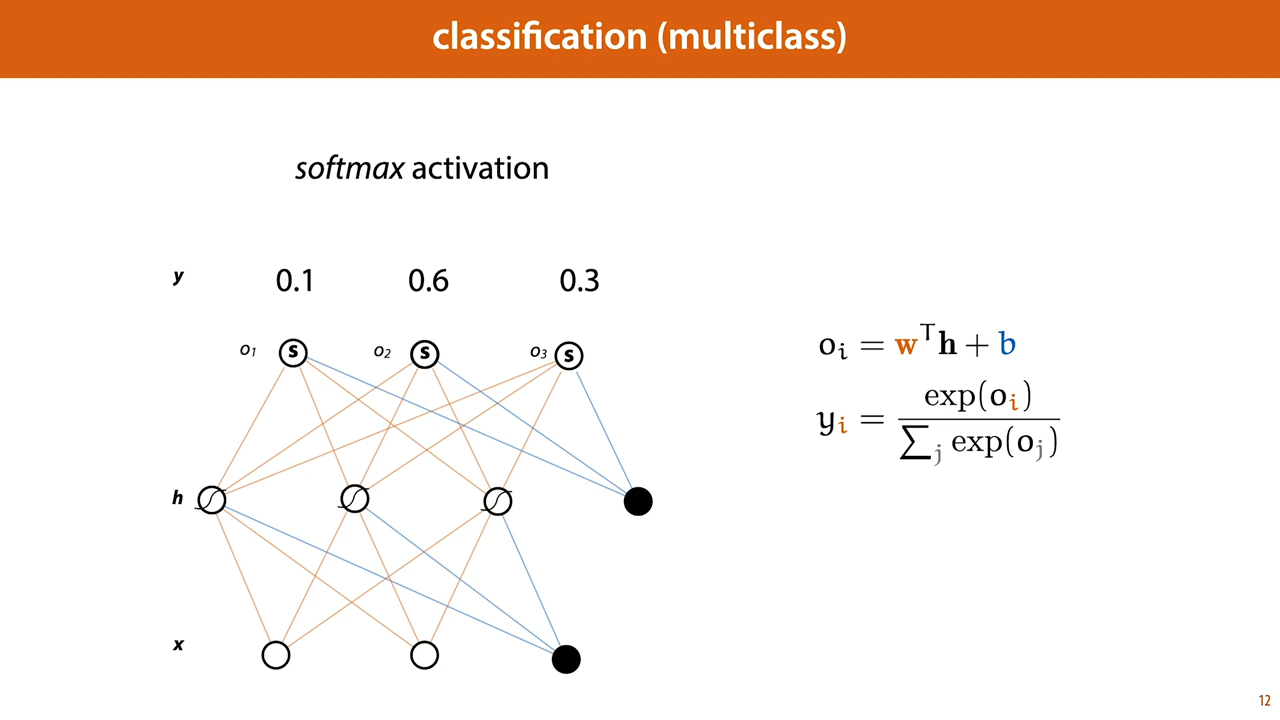 classification (multiclass)
softmax activation
y 0.1 0.6 0.3
o1 s o2 s o3 s
oᵢ = wᵀh + b
yᵢ = exp(oᵢ) / ∑ⱼ exp(oⱼ)
h
x
12